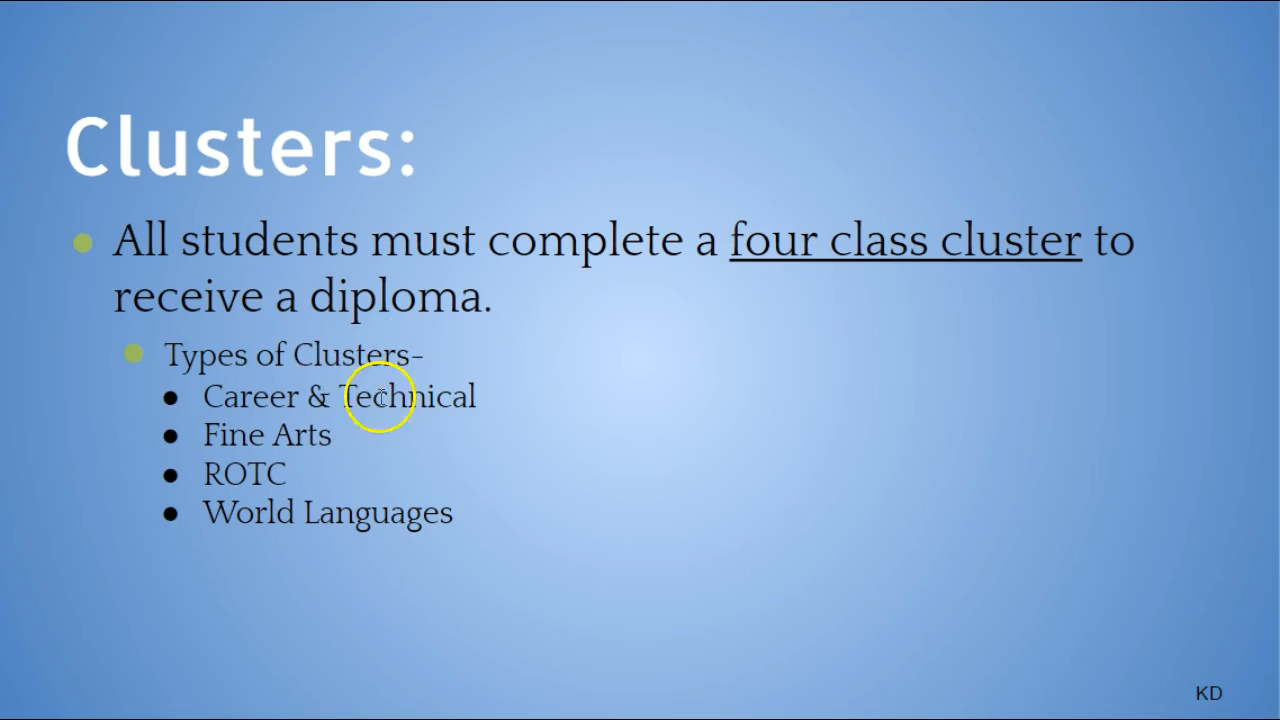 Clusters:
All students must complete a four class cluster to
receive a diploma.
Types of Clusters-
Career & Technical
Fine Arts
ROTC
World Languages
KD